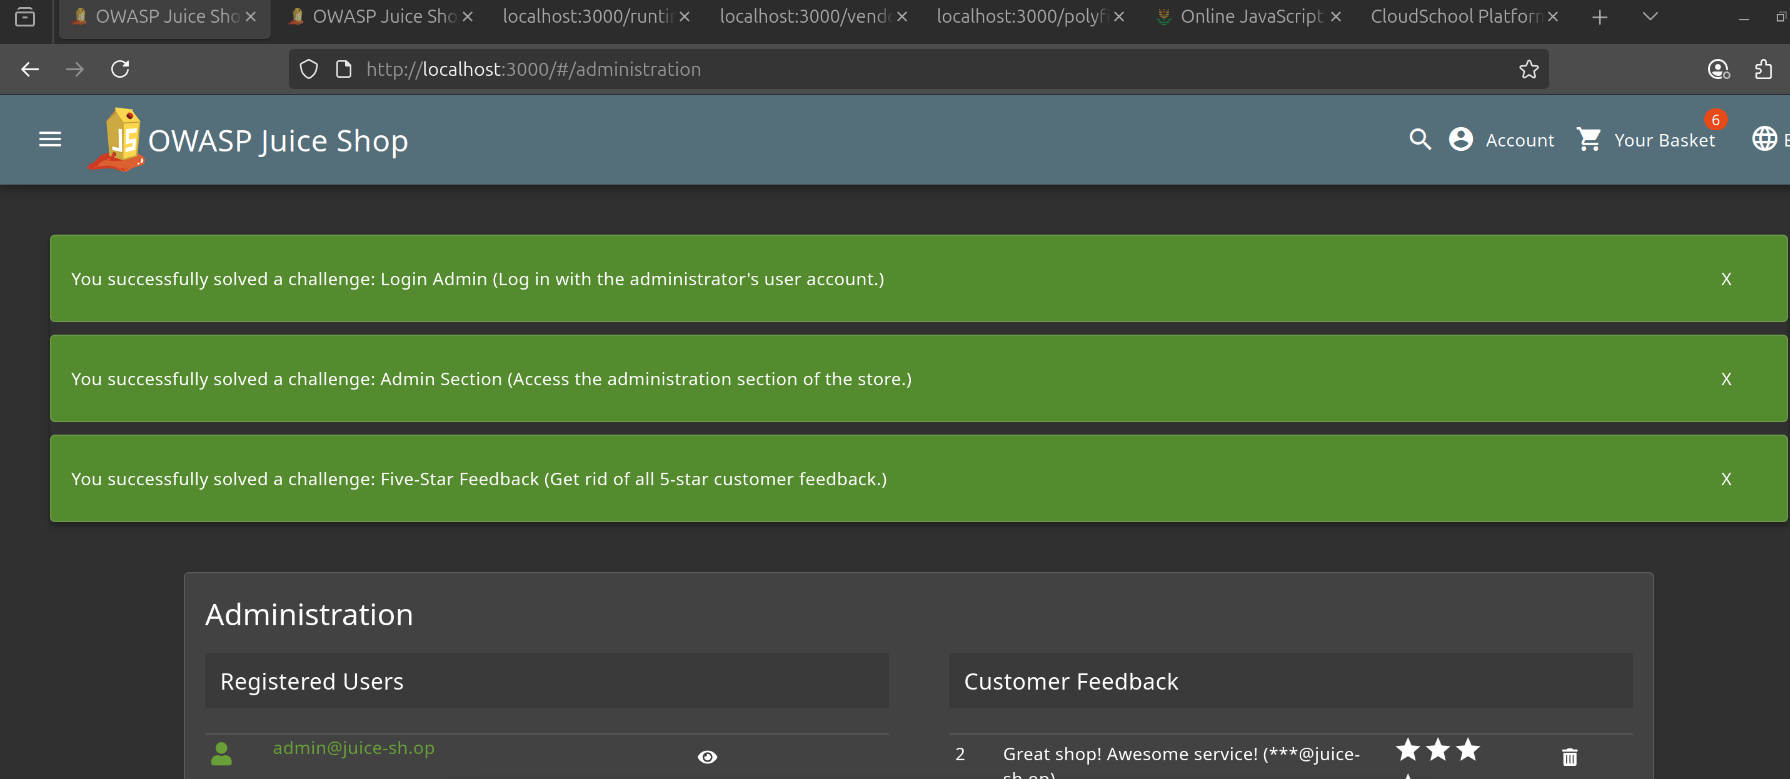 OWASP Juice Sho
OWASP Juice Sho
localhost:3000/runti
localhost:3000/vend
localhost:3000/polyf
Online JavaScript
CloudSchool Platfor
http://localhost:3000/#/administration
JS
OWASP Juice Shop
Account
Your Basket
6
E
You successfully solved a challenge: Login Admin (Log in with the administrator's user account.)
X
You successfully solved a challenge: Admin Section (Access the administration section of the store.)
X
You successfully solved a challenge: Five-Star Feedback (Get rid of all 5-star customer feedback.)
X
Administration
Registered Users
Customer Feedback
admin@juice-sh.op
2
Great shop! Awesome service! (***@juice-
sh.op)